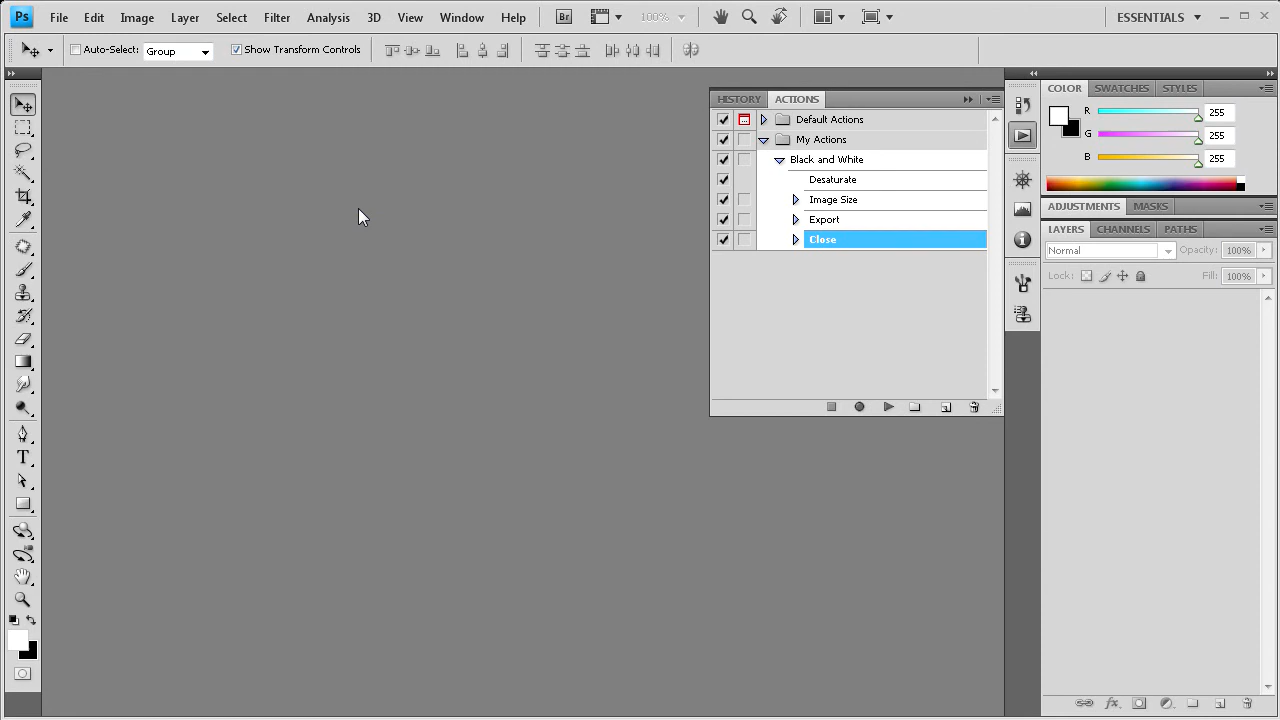 Ps File Edit Image Layer Select Filter Analysis 3D View Window Help Br 100% ESSENTIALS
Auto-Select: Group Show Transform Controls
HISTORY ACTIONS
Default Actions
My Actions
Black and White
Desaturate
Image Size
Export
Close
COLOR SWATCHES STYLES
R 255
G 255
B 255
ADJUSTMENTS MASKS
LAYERS CHANNELS PATHS
Normal Opacity: 100%
Lock: Fill: 100%
T
fx